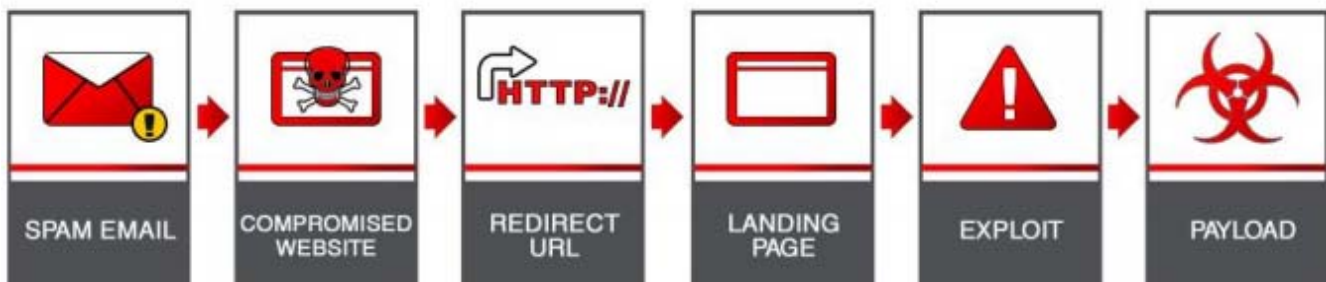 HTTP://
SPAM EMAIL
COMPROMISED
WEBSITE
REDIRECT
URL
LANDING
PAGE
EXPLOIT
PAYLOAD